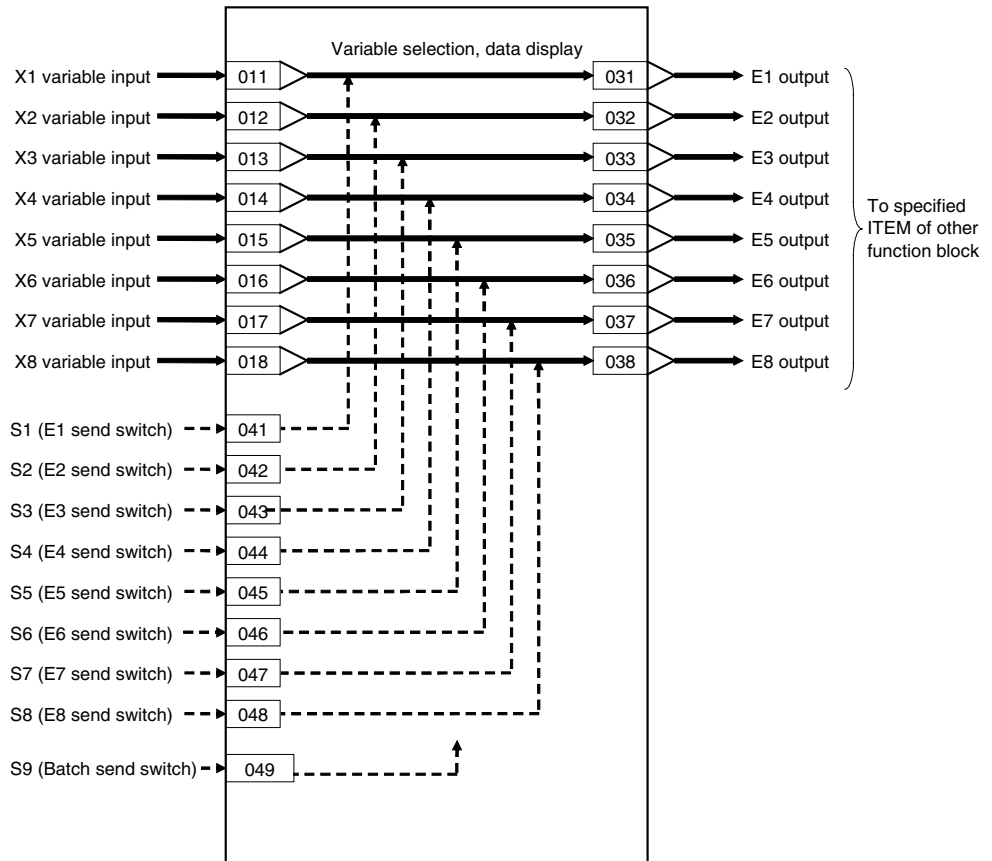 Variable selection, data display
X1 variable input 011 031 E1 output
X2 variable input 012 032 E2 output
X3 variable input 013 033 E3 output
X4 variable input 014 034 E4 output
X5 variable input 015 035 E5 output
X6 variable input 016 036 E6 output
X7 variable input 017 037 E7 output
X8 variable input 018 038 E8 output
To specified
ITEM of other
function block
S1 (E1 send switch) 041
S2 (E2 send switch) 042
S3 (E3 send switch) 043
S4 (E4 send switch) 044
S5 (E5 send switch) 045
S6 (E6 send switch) 046
S7 (E7 send switch) 047
S8 (E8 send switch) 048
S9 (Batch send switch) 049